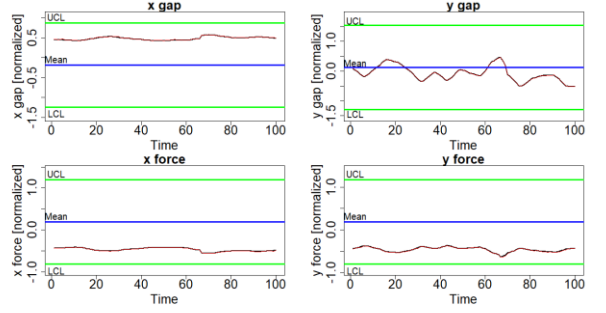 x gap
y gap
UCL
Mean
LCL
x gap [normalized]
0.5
-0.5
-1.5
0 20 40 60 80 100
Time
UCL
Mean
LCL
y gap [normalized]
1.0
0.0
-1.5
0 20 40 60 80 100
Time
x force
y force
UCL
Mean
LCL
x force [normalized]
1.0
0.0
-1.0
0 20 40 60 80 100
Time
UCL
Mean
LCL
y force [normalized]
1.0
0.0
-1.0
0 20 40 60 80 100
Time